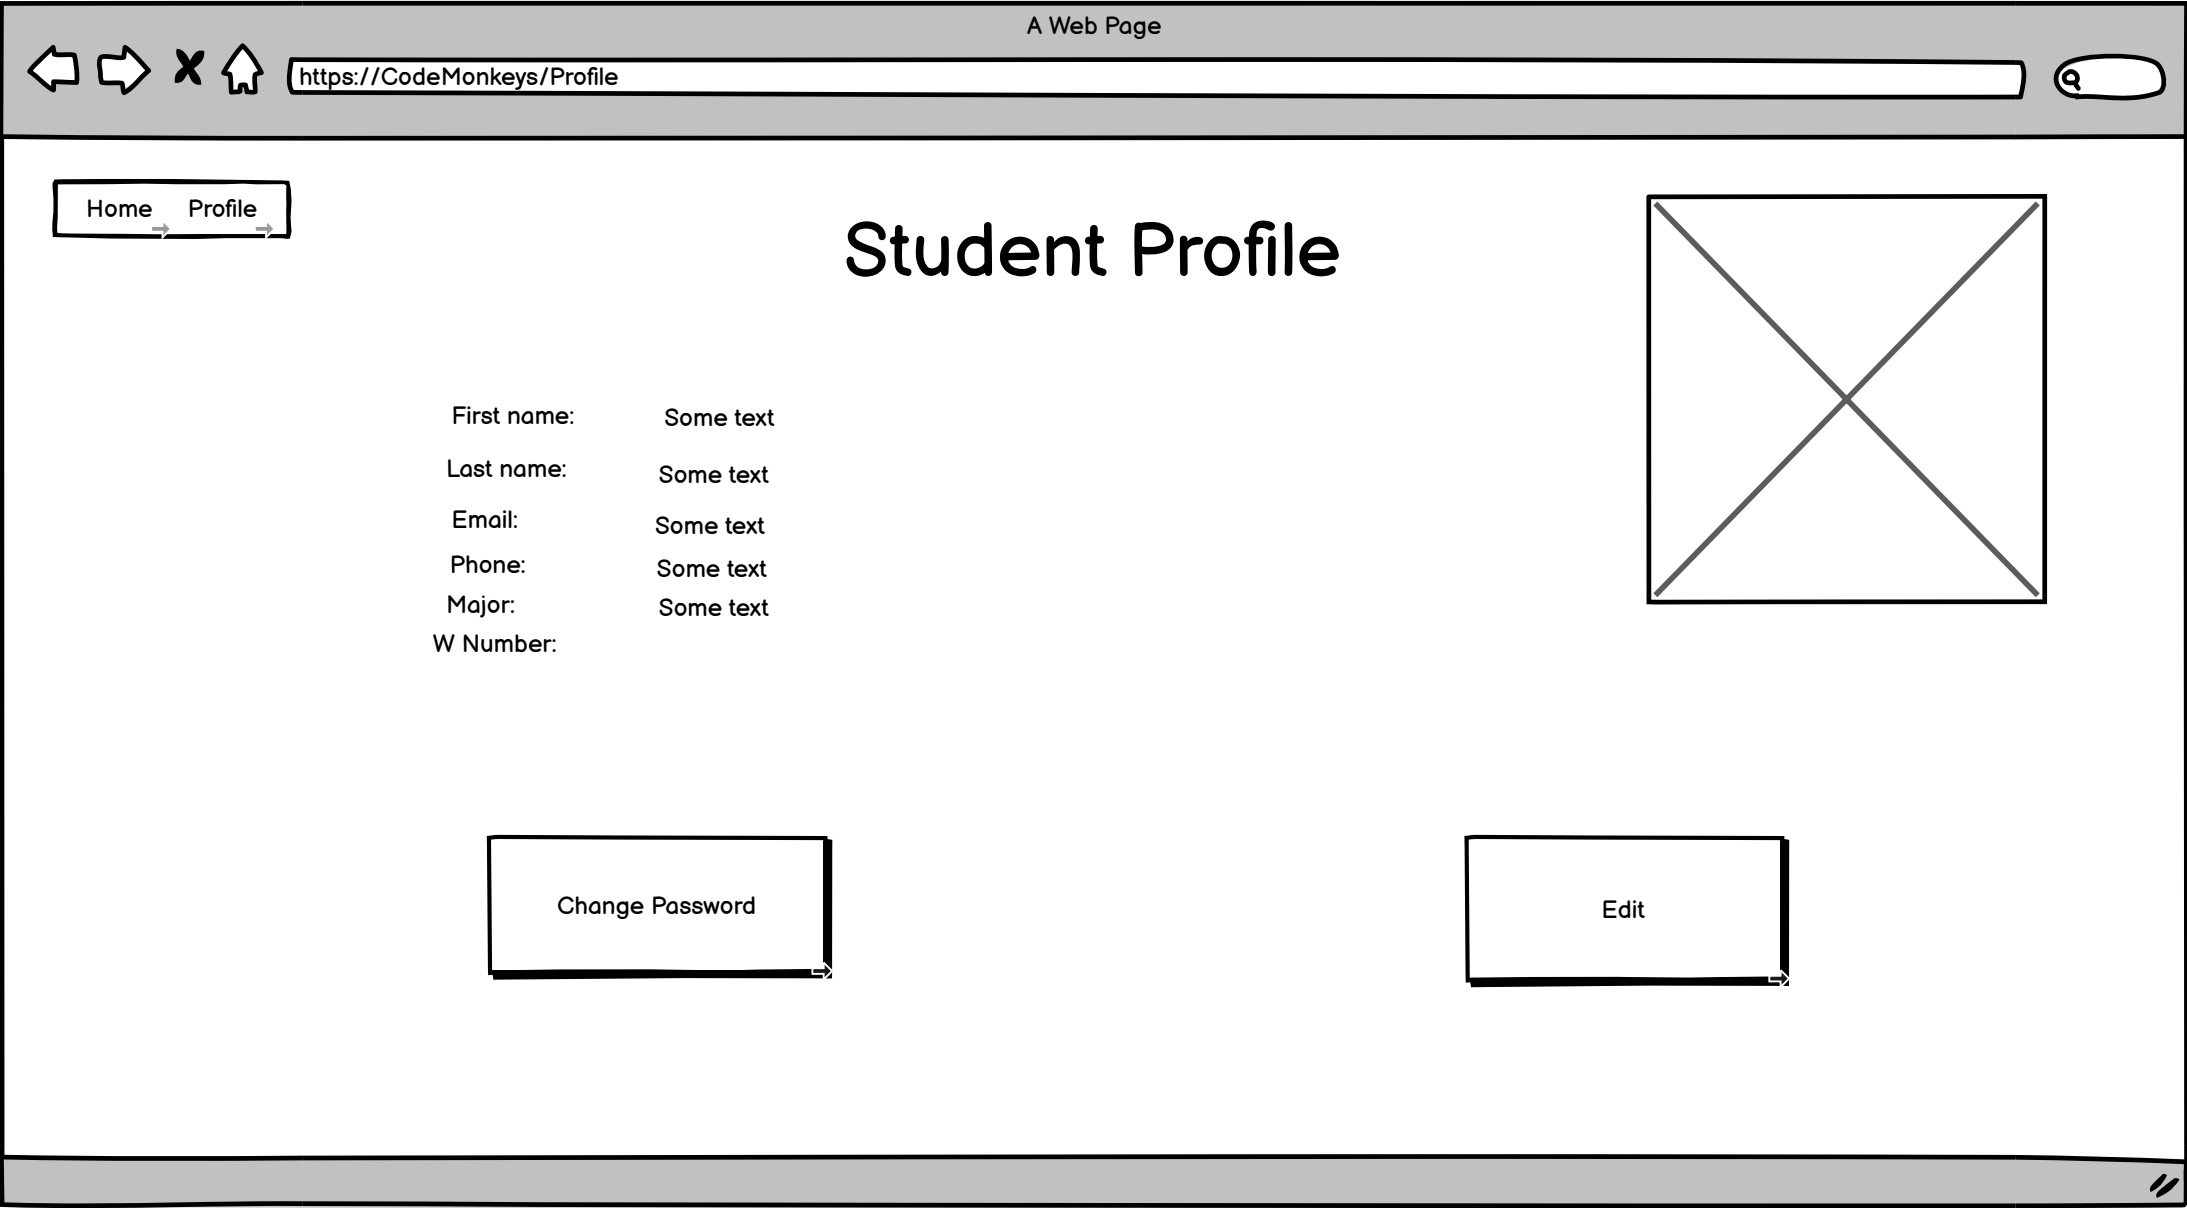 A Web Page
https://CodeMonkeys/Profile
Home Profile
Student Profile
First name: Some text
Last name: Some text
Email: Some text
Phone: Some text
Major: Some text
W Number:
Change Password
Edit